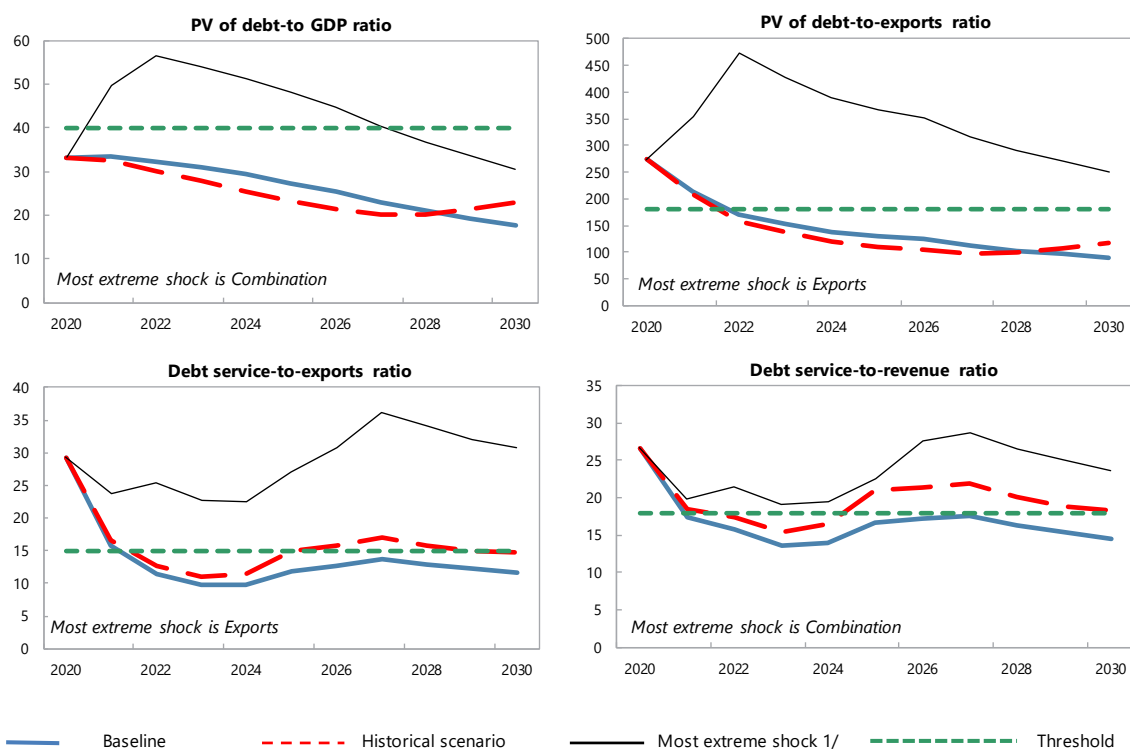 PV of debt-to GDP ratio
60
50
40
30
20
10
0
Most extreme shock is Combination
2020 2022 2024 2026 2028 2030
PV of debt-to-exports ratio
500
450
400
350
300
250
200
150
100
50
0
Most extreme shock is Exports
2020 2022 2024 2026 2028 2030
Debt service-to-exports ratio
40
35
30
25
20
15
10
5
0
Most extreme shock is Exports
2020 2022 2024 2026 2028 2030
Debt service-to-revenue ratio
35
30
25
20
15
10
5
0
Most extreme shock is Combination
2020 2022 2024 2026 2028 2030
Baseline Historical scenario Most extreme shock 1/ Threshold